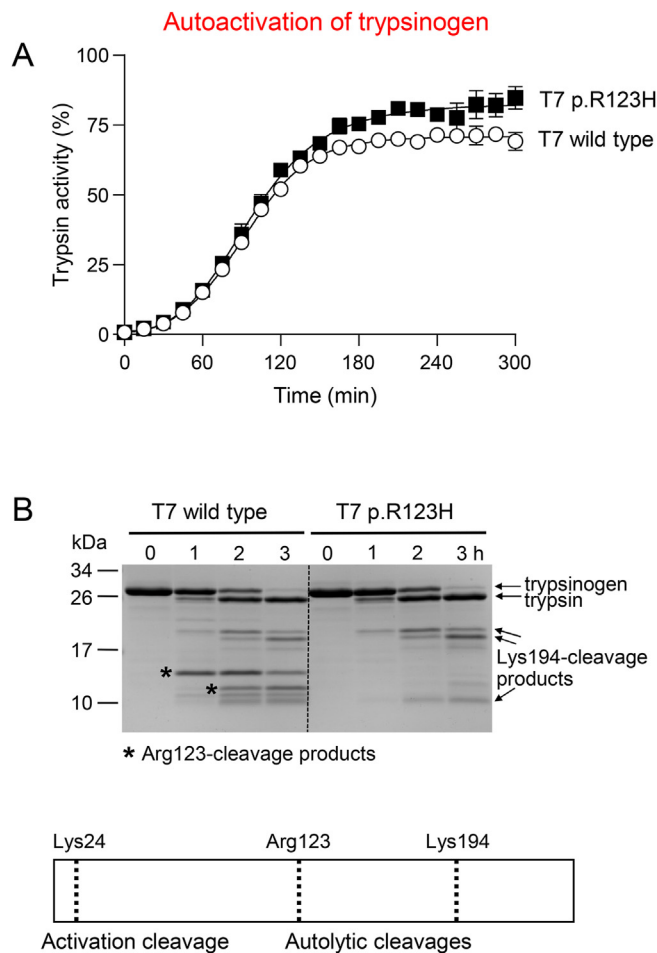 Autoactivation of trypsinogen
A
100
75
50
25
0
Trypsin activity (%)
T7 p.R123H
T7 wild type
0 60 120 180 240 300
Time (min)
B
T7 wild type T7 p.R123H
kDa 0 1 2 3 0 1 2 3 h
34
26
17
10
trypsinogen
trypsin
Lys194-cleavage
products
*
*
* Arg123-cleavage products
Lys24 Arg123 Lys194
Activation cleavage Autolytic cleavages